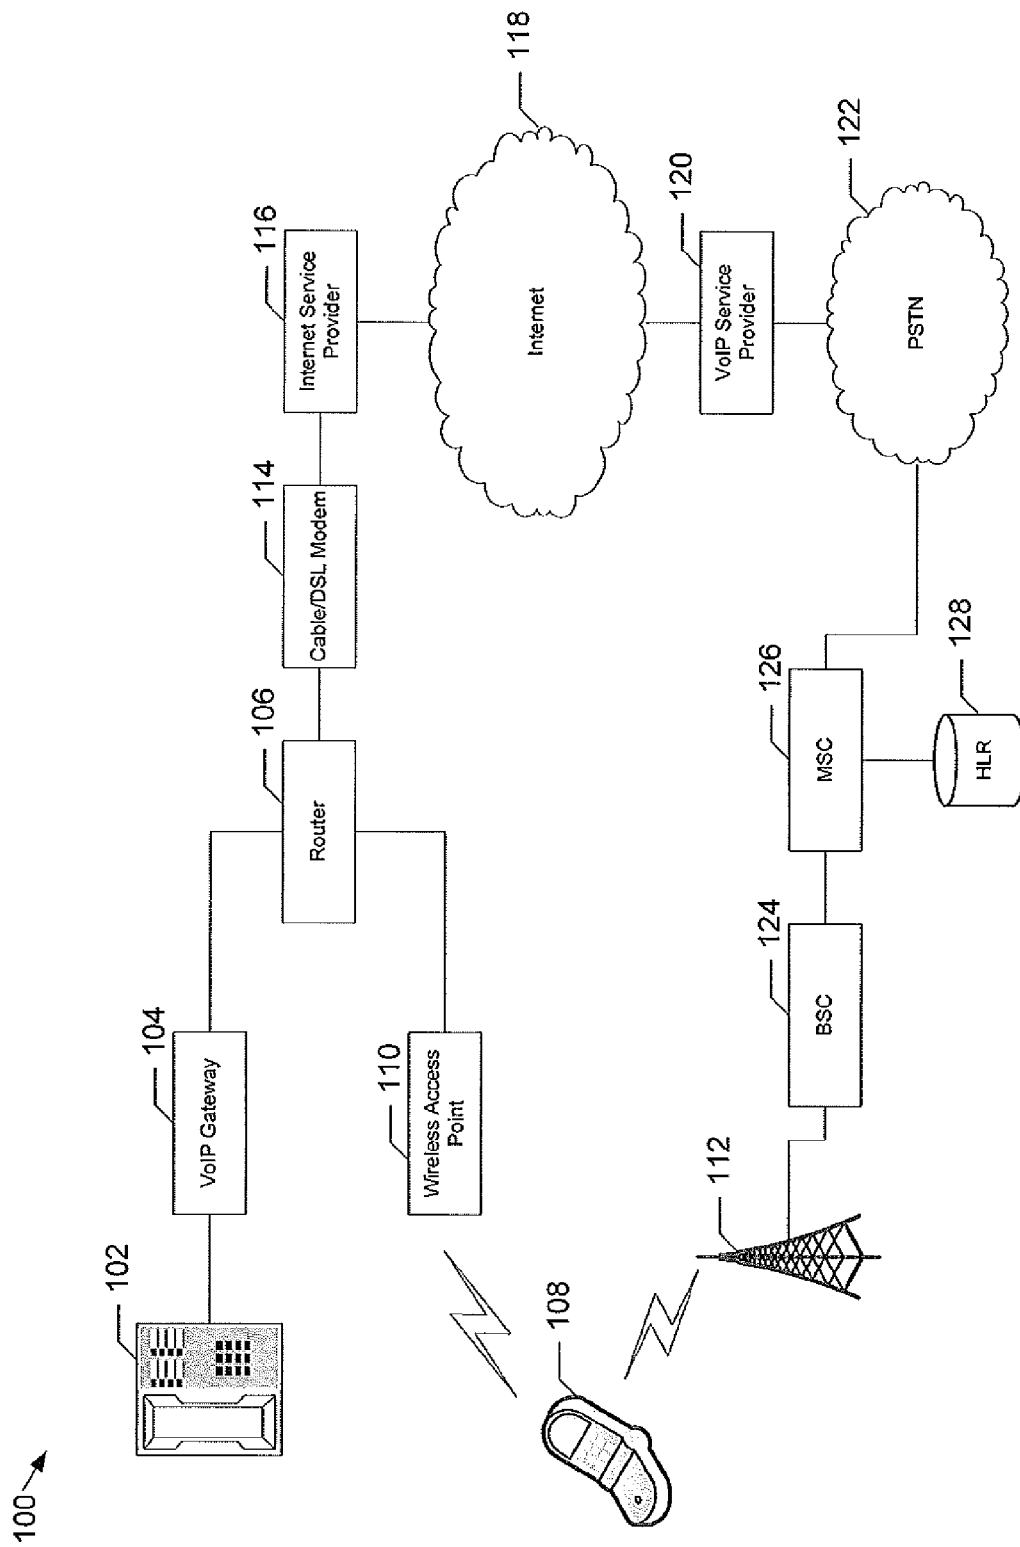 100
102
104
VoIP Gateway
106
Router
110
Wireless Access
Point
108
112
114
Cable/DSL Modem
116
Internet Service
Provider
118
Internet
120
VoIP Service
Provider
122
PSTN
124
BSC
126
MSC
128
HLR